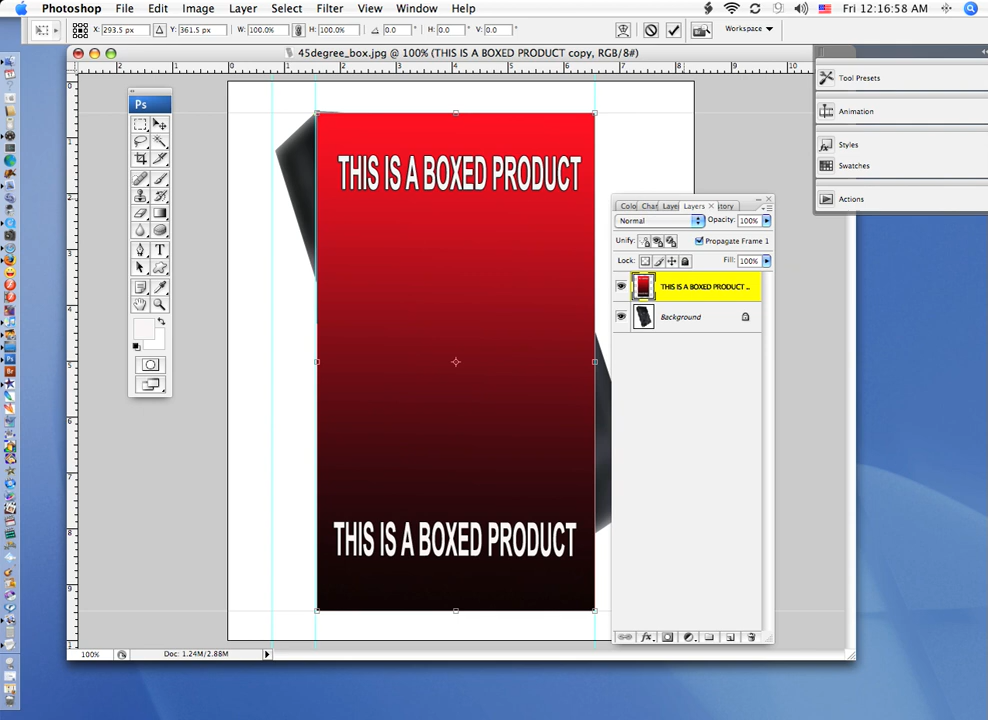 Photoshop File Edit Image Layer Select Filter View Window Help Fri 12:16:58 AM
X: 293.5 px Y: 361.5 px W: 100.0% H: 100.0% 0.0 ° H: 0.0 ° V: 0.0 ° Workspace
45degree_box.jpg @ 100% (THIS IS A BOXED PRODUCT copy, RGB/8#)
Tool Presets
Animation
Styles
Swatches
Actions
Ps
THIS IS A BOXED PRODUCT
THIS IS A BOXED PRODUCT
Colo Char Laye Layers × story
Normal Opacity: 100%
Unify: Propagate Frame 1
Lock: Fill: 100%
THIS IS A BOXED PRODUCT ...
Background
100% Doc: 1.24M/2.88M